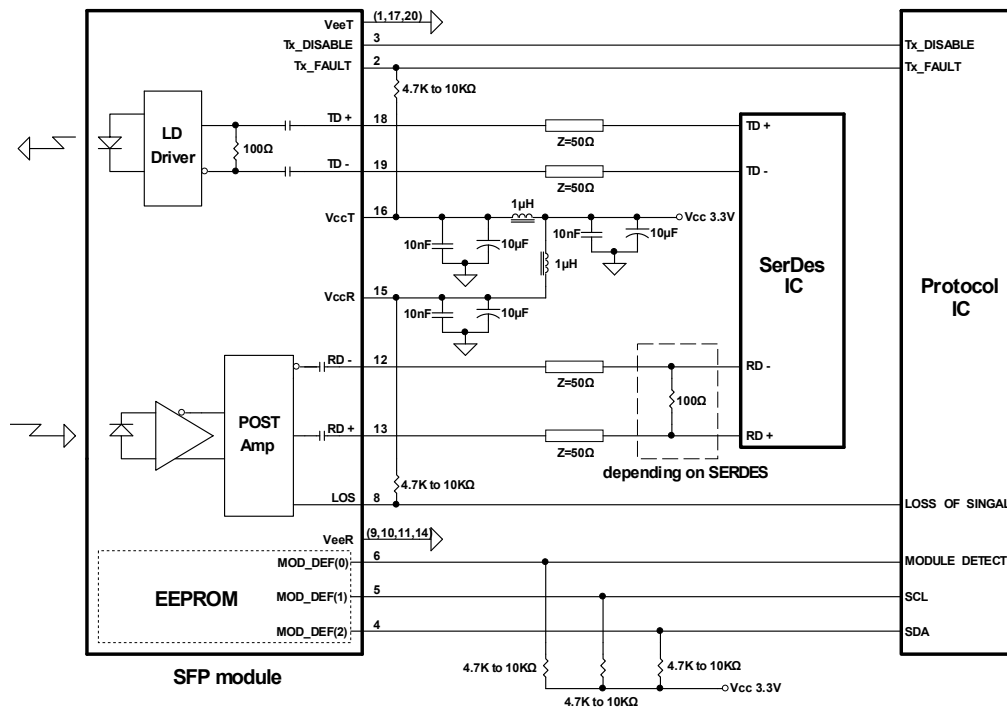 VeeT (1,17,20)
Tx_DISABLE 3 Tx_DISABLE
Tx_FAULT 2 Tx_FAULT
4.7K to 10KΩ
LD
Driver
100Ω
TD + 18 Z=50Ω TD +
TD - 19 Z=50Ω TD -
1µH
VccT 16 Vcc 3.3V
10nF 10µF 10nF 10µF
1µH
SerDes
IC
Protocol
IC
VccR 15
10nF 10µF
RD - 12 Z=50Ω RD -
100Ω
POST
Amp
RD + 13 Z=50Ω RD +
depending on SERDES
4.7K to 10KΩ
LOS 8 LOSS OF SINGAL
VeeR (9,10,11,14)
MOD_DEF(0) 6 MODULE DETECT
EEPROM
MOD_DEF(1) 5 SCL
MOD_DEF(2) 4 SDA
4.7K to 10KΩ 4.7K to 10KΩ
4.7K to 10KΩ
Vcc 3.3V
SFP module